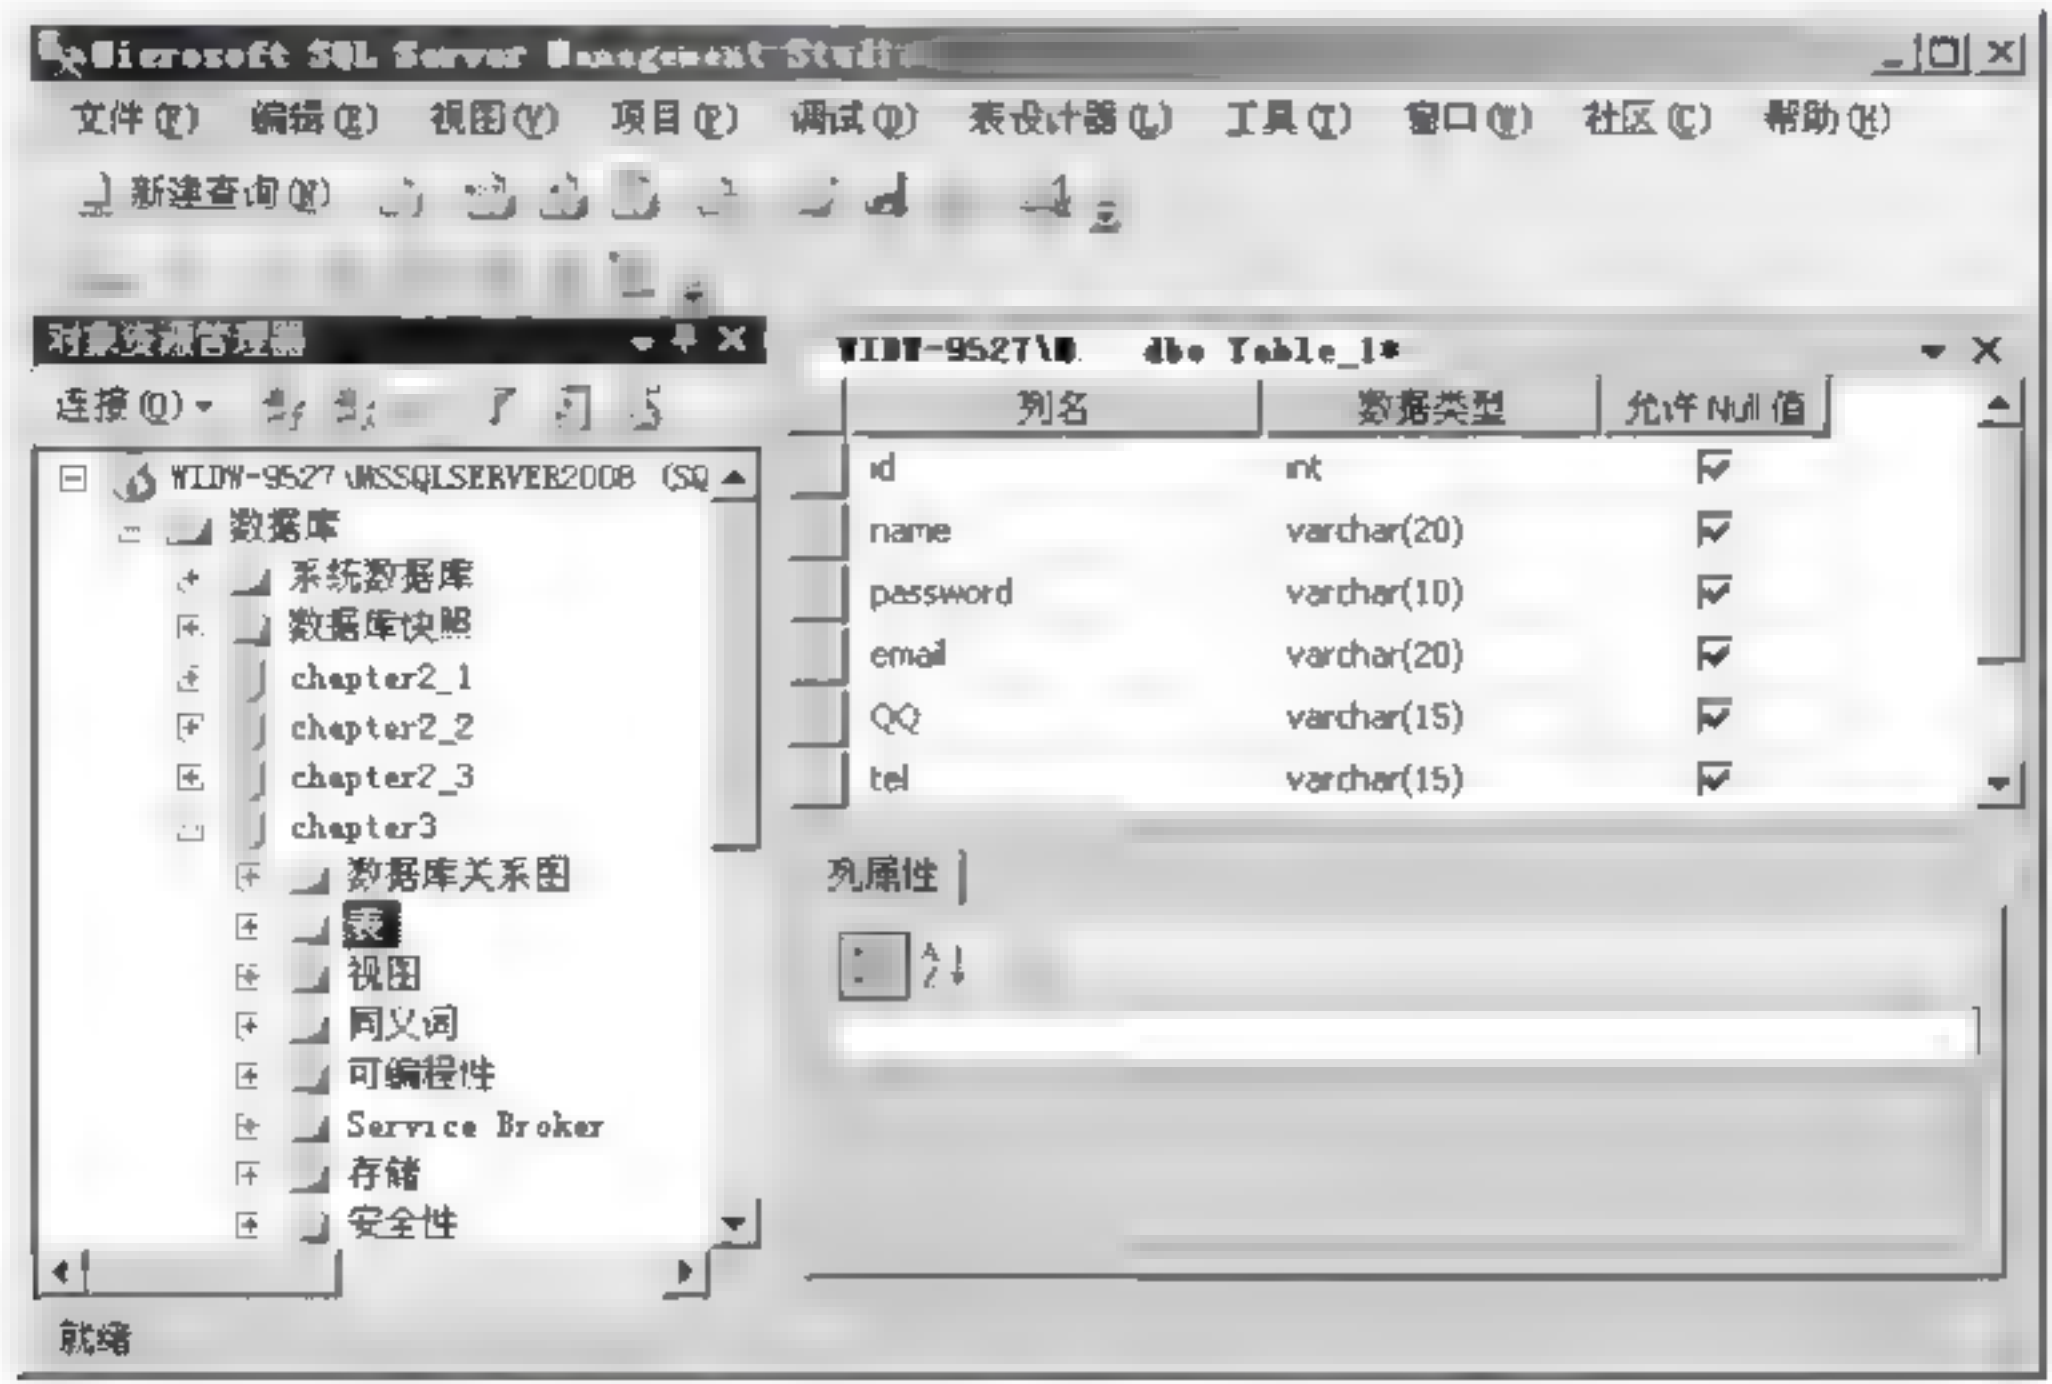 Microsoft SQL Server Management Studio
文件(F) 编辑(E) 视图(V) 项目(P) 调试(D) 表设计器(L) 工具(T) 窗口(W) 社区(C) 帮助(H)
新建查询(N)
对象资源管理器
连接(O)
WIDW-9527\MSSQLSERVER2008 (SQ
数据库
系统数据库
数据库快照
chapter2_1
chapter2_2
chapter2_3
chapter3
数据库关系图
表
视图
同义词
可编程性
Service Broker
存储
安全性
WIDW-9527\M dbo Table_1*
列名 数据类型 允许 Null 值
id int
name varchar(20)
password varchar(10)
email varchar(20)
QQ varchar(15)
tel varchar(15)
列属性
就绪